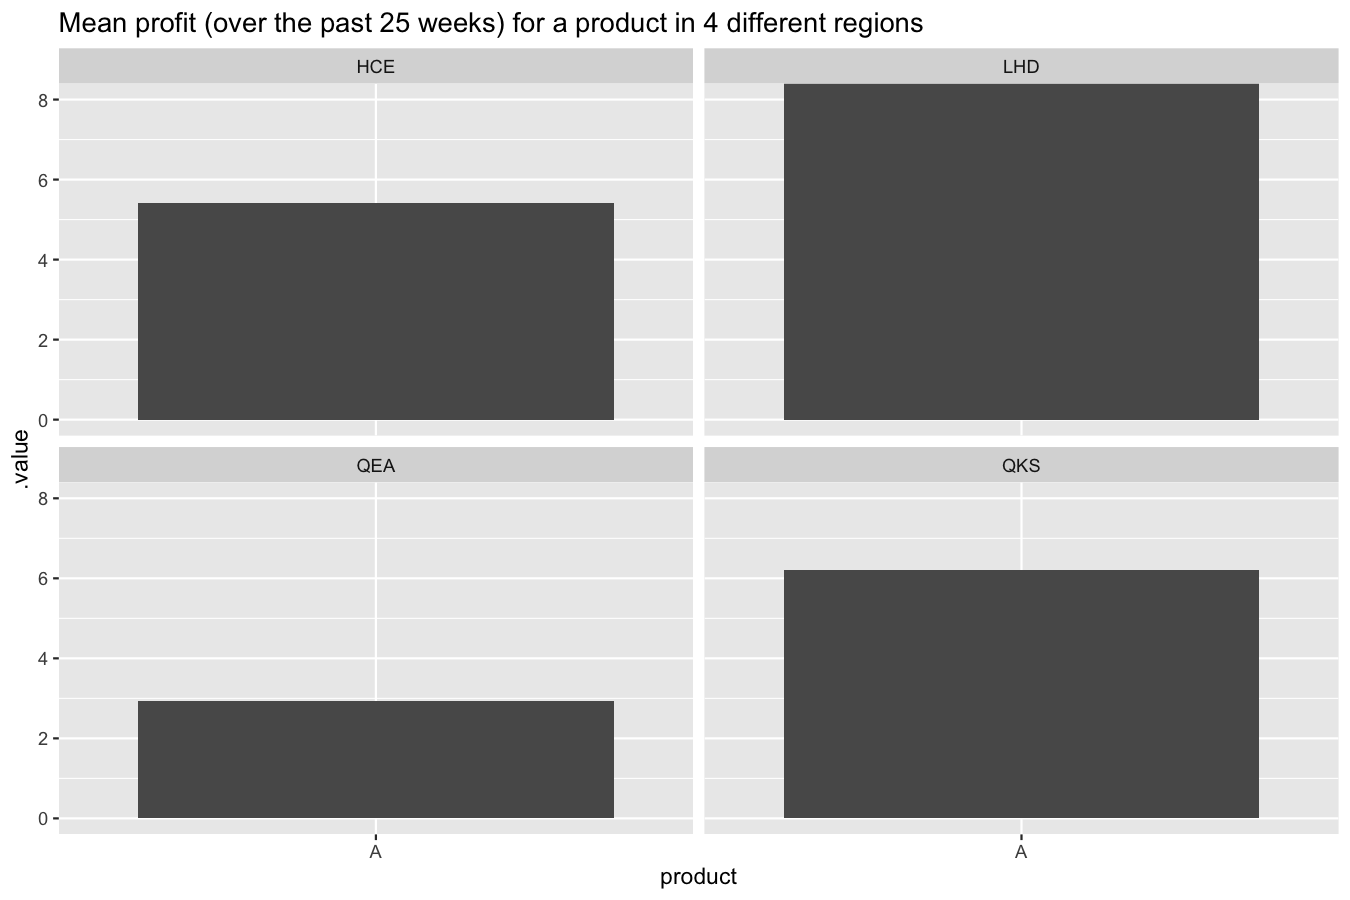 Mean profit (over the past 25 weeks) for a product in 4 different regions
HCE
LHD
8
6
4
2
0
QEA
QKS
8
6
4
2
0
.value
A
A
product